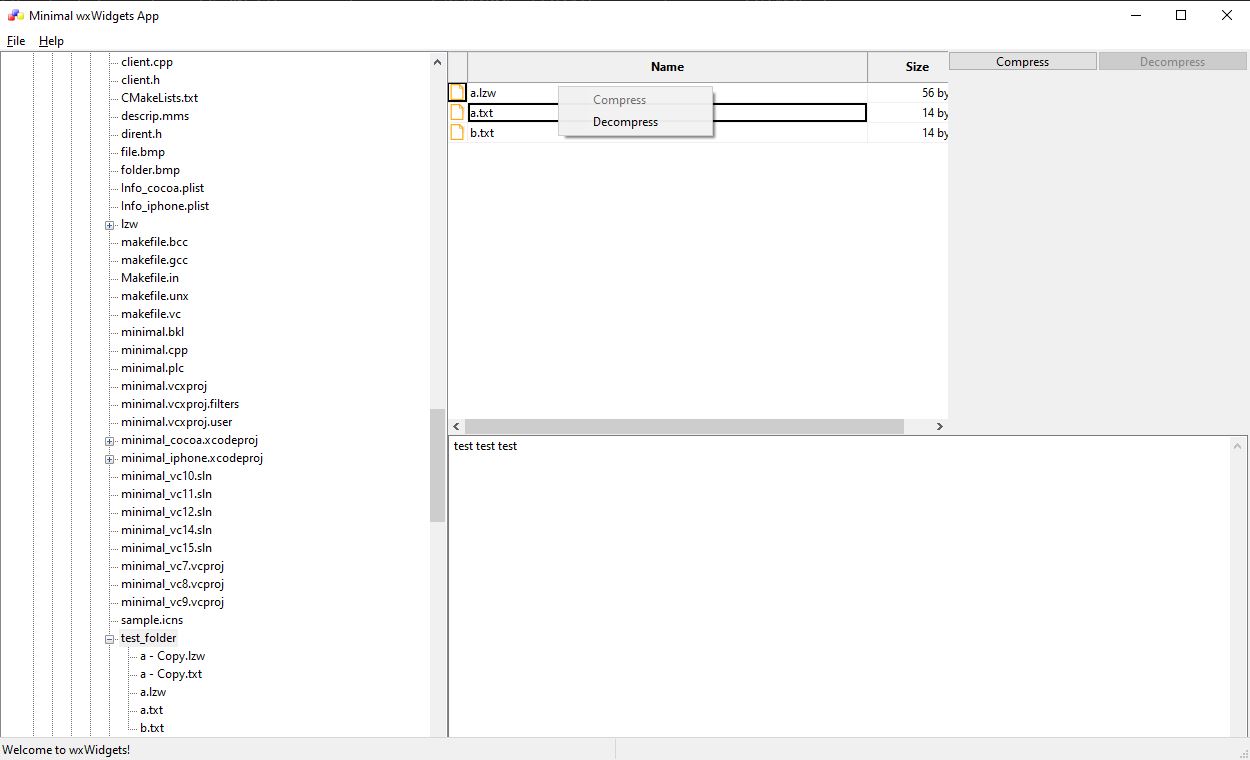 Minimal wxWidgets App
File Help
client.cpp
client.h
CMakeLists.txt
descrip.mms
dirent.h
file.bmp
folder.bmp
Info_cocoa.plist
Info_iphone.plist
lzw
makefile.bcc
makefile.gcc
Makefile.in
makefile.unx
makefile.vc
minimal.bkl
minimal.cpp
minimal.plc
minimal.vcxproj
minimal.vcxproj.filters
minimal.vcxproj.user
minimal_cocoa.xcodeproj
minimal_iphone.xcodeproj
minimal_vc10.sln
minimal_vc11.sln
minimal_vc12.sln
minimal_vc14.sln
minimal_vc15.sln
minimal_vc7.vcproj
minimal_vc8.vcproj
minimal_vc9.vcproj
sample.icns
test_folder
a - Copy.lzw
a - Copy.txt
a.lzw
a.txt
b.txt
Name Size
a.lzw 56 by
a.txt 14 by
b.txt 14 by
Compress
Decompress
Compress Decompress
test test test
Welcome to wxWidgets!